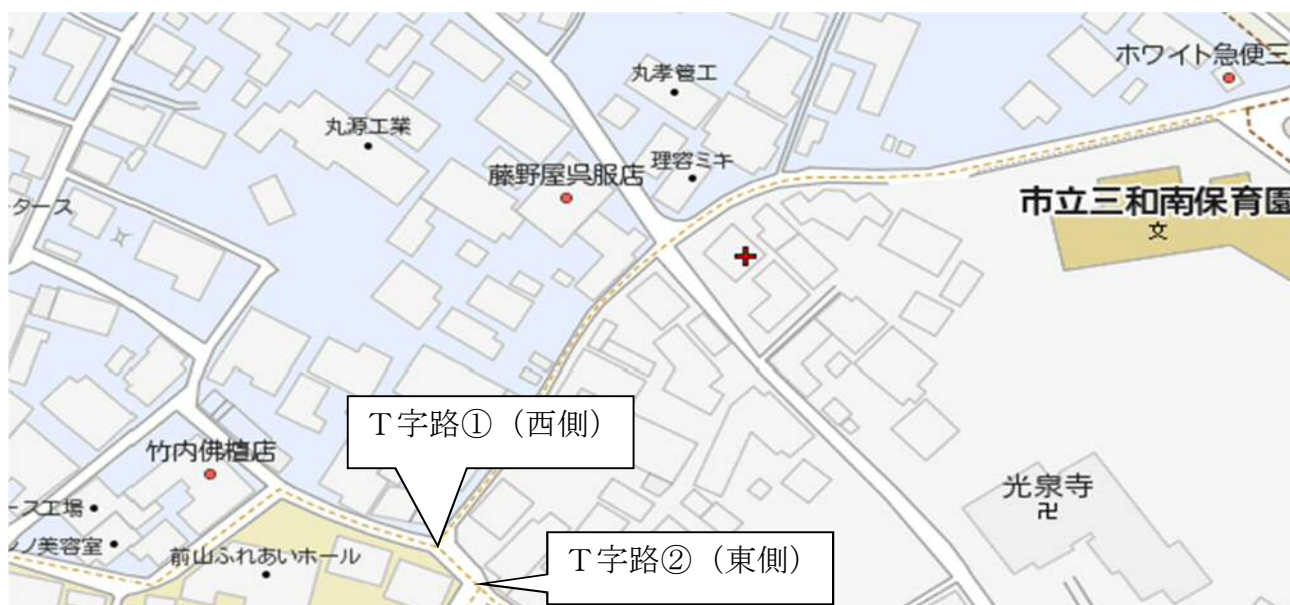 ホワイト急便三
丸孝管工
丸源工業
理容ミキ
藤野屋呉服店
市立三和南保育園
文
タース
T字路①（西側）
竹内佛檀店
光泉寺
卍
ース工場
ノ美容室
前山ふれあいホール
T字路②（東側）